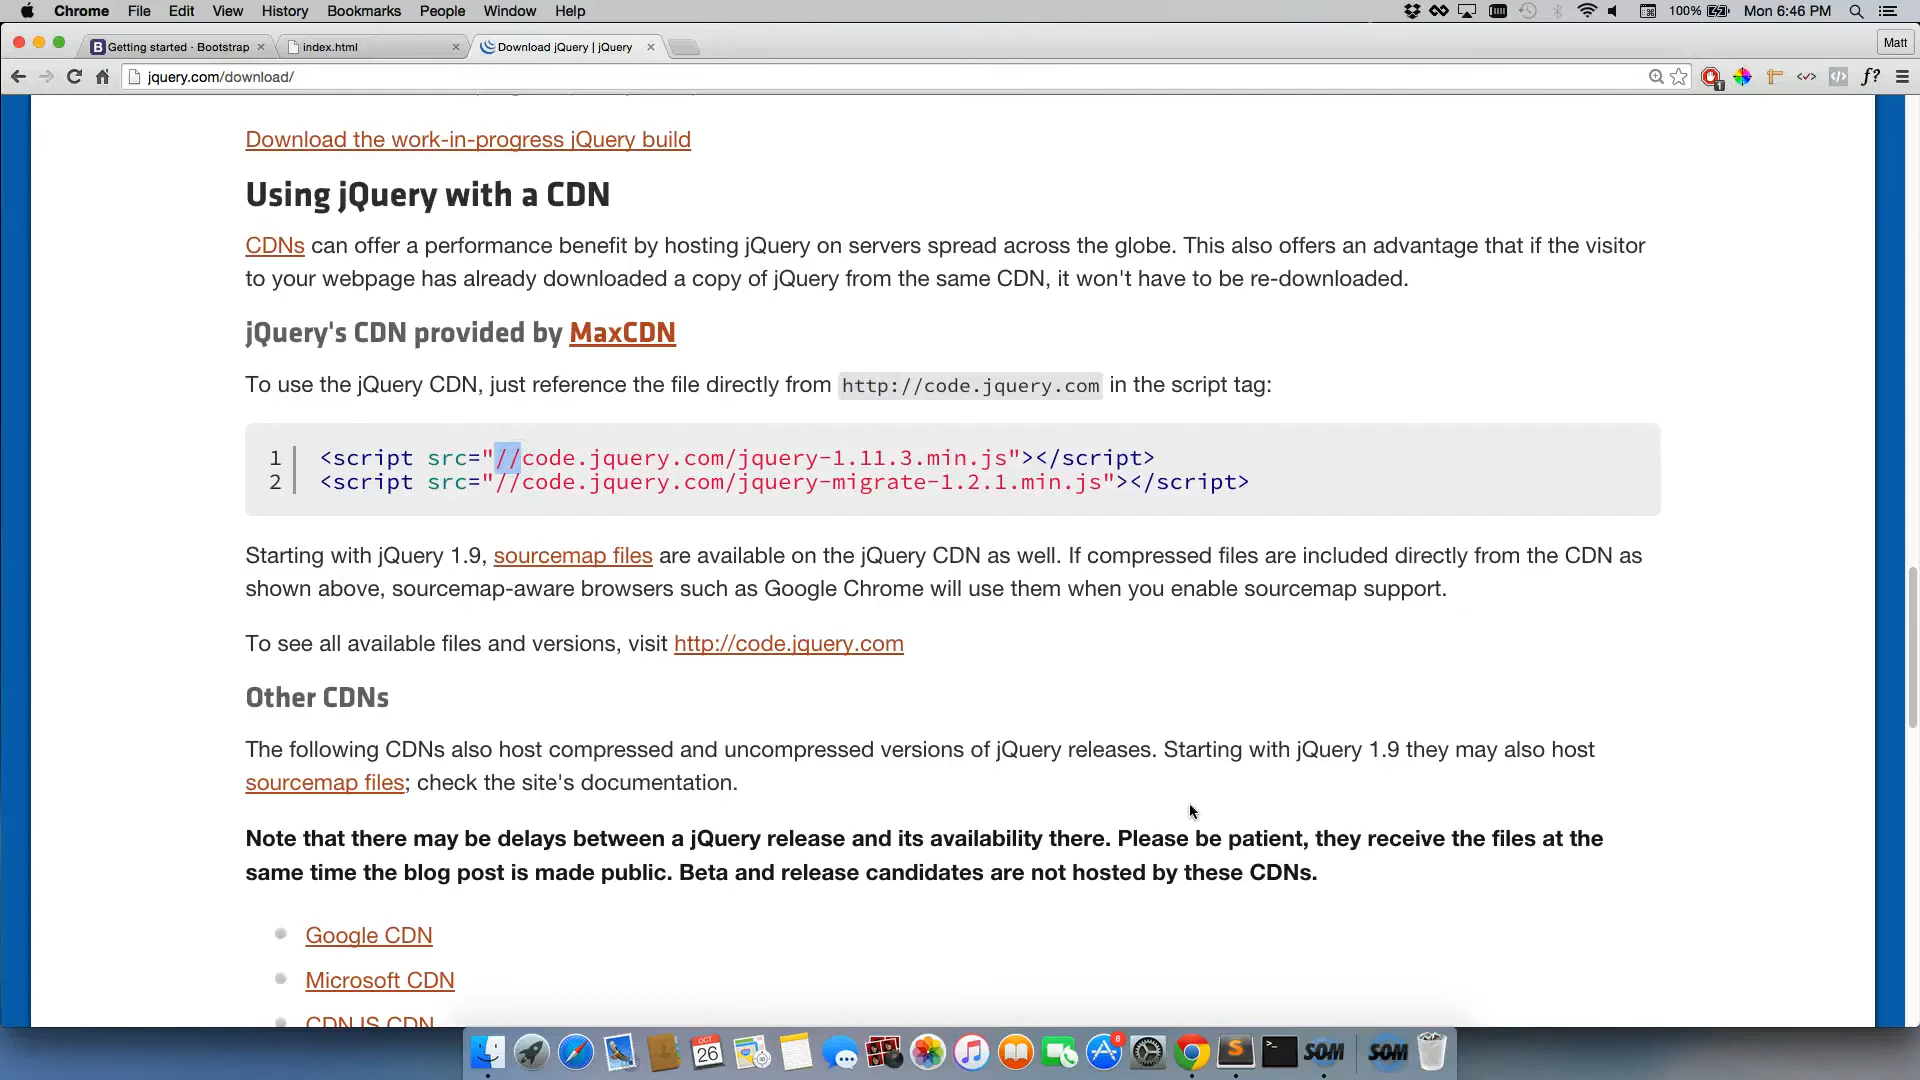 Chrome File Edit View History Bookmarks People Window Help 100% Mon 6:46 PM
Getting started · Bootstrap index.html Download jQuery | jQuery Matt
jquery.com/download/ 1 f?
Download the work-in-progress jQuery build
Using jQuery with a CDN
CDNs can offer a performance benefit by hosting jQuery on servers spread across the globe. This also offers an advantage that if the visitor
to your webpage has already downloaded a copy of jQuery from the same CDN, it won't have to be re-downloaded.
jQuery's CDN provided by MaxCDN
To use the jQuery CDN, just reference the file directly from http://code.jquery.com in the script tag:
1 <script src="//code.jquery.com/jquery-1.11.3.min.js"></script>
2 <script src="//code.jquery.com/jquery-migrate-1.2.1.min.js"></script>
Starting with jQuery 1.9, sourcemap files are available on the jQuery CDN as well. If compressed files are included directly from the CDN as
shown above, sourcemap-aware browsers such as Google Chrome will use them when you enable sourcemap support.
To see all available files and versions, visit http://code.jquery.com
Other CDNs
The following CDNs also host compressed and uncompressed versions of jQuery releases. Starting with jQuery 1.9 they may also host
sourcemap files; check the site's documentation.
Note that there may be delays between a jQuery release and its availability there. Please be patient, they receive the files at the
same time the blog post is made public. Beta and release candidates are not hosted by these CDNs.
Google CDN
Microsoft CDN
CDNJS CDN
OCT 26 8 S SOM SOM